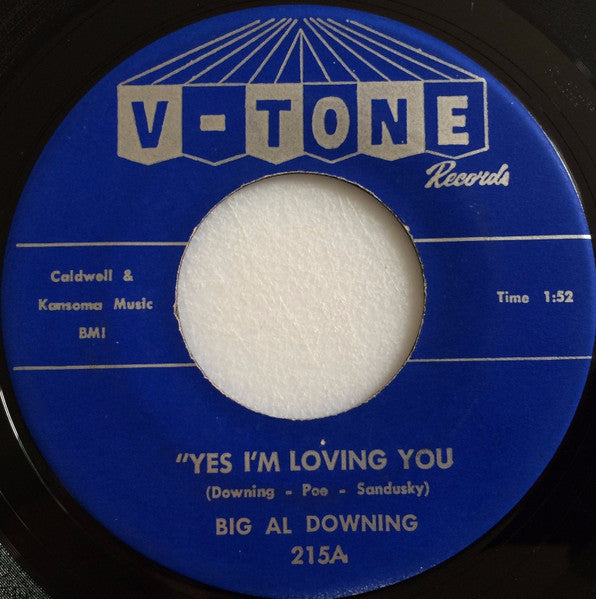 V-TONE
Records
Caldwell &
Kansoma Music
BMI
Time 1:52
"YES I'M LOVING YOU
(Downing - Poe - Sandusky)
BIG AL DOWNING
215A